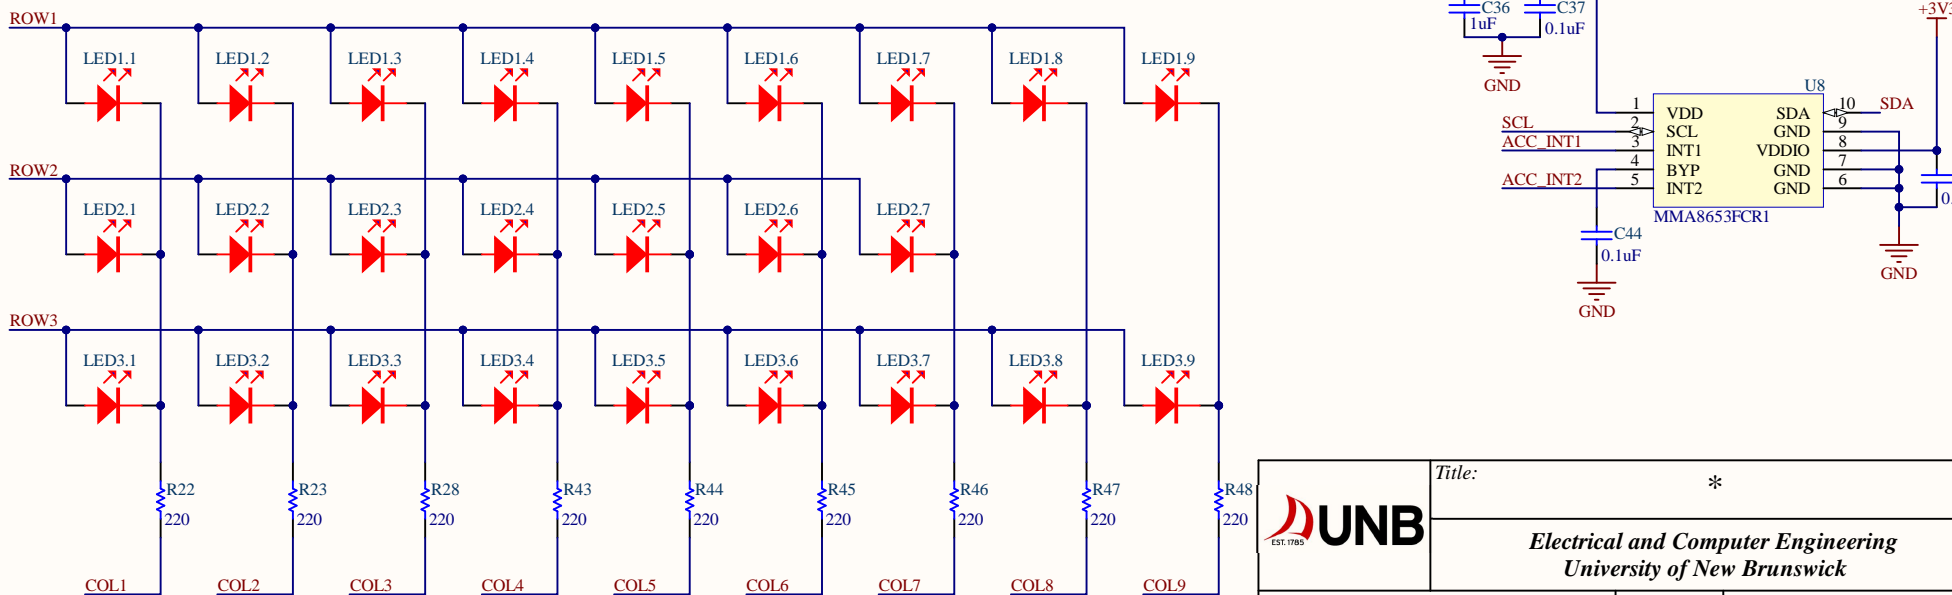 ROW1
LED1.1 LED1.2 LED1.3 LED1.4 LED1.5 LED1.6 LED1.7 LED1.8 LED1.9
ROW2
LED2.1 LED2.2 LED2.3 LED2.4 LED2.5 LED2.6 LED2.7
ROW3
LED3.1 LED3.2 LED3.3 LED3.4 LED3.5 LED3.6 LED3.7 LED3.8 LED3.9
R22 R23 R28 R43 R44 R45 R46 R47 R48
220 220 220 220 220 220 220 220 220
COL1 COL2 COL3 COL4 COL5 COL6 COL7 COL8 COL9
C36 C37
1uF 0.1uF
GND
+3V3
U8
1 VDD SDA 10 SDA
SCL 2 SCL GND 9
ACC_INT1 3 INT1 VDDIO 8
4 BYP GND 7
ACC_INT2 5 INT2 GND 6
MMA8653FCR1
C44
0.1uF
GND
GND
Title:
*
UNB
EST. 1785
Electrical and Computer Engineering
University of New Brunswick